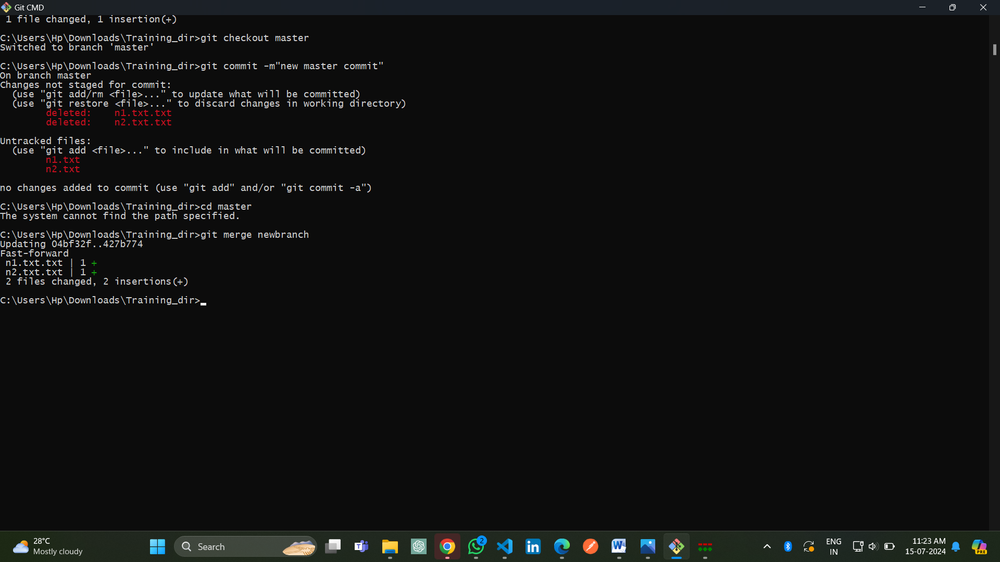 Git CMD
1 file changed, 1 insertion(+)
C:\Users\Hp\Downloads\Training_dir>git checkout master
Switched to branch 'master'
C:\Users\Hp\Downloads\Training_dir>git commit -m"new master commit"
On branch master
Changes not staged for commit:
  (use "git add/rm <file>..." to update what will be committed)
  (use "git restore <file>..." to discard changes in working directory)
        deleted:    n1.txt.txt
        deleted:    n2.txt.txt
Untracked files:
  (use "git add <file>..." to include in what will be committed)
        n1.txt
        n2.txt
no changes added to commit (use "git add" and/or "git commit -a")
C:\Users\Hp\Downloads\Training_dir>cd master
The system cannot find the path specified.
C:\Users\Hp\Downloads\Training_dir>git merge newbranch
Updating 04bf32f..427b774
Fast-forward
 n1.txt.txt | 1 +
 n2.txt.txt | 1 +
 2 files changed, 2 insertions(+)
C:\Users\Hp\Downloads\Training_dir>
28°C
Mostly cloudy
Search
2
ENG
IN
11:23 AM
15-07-2024
PRE